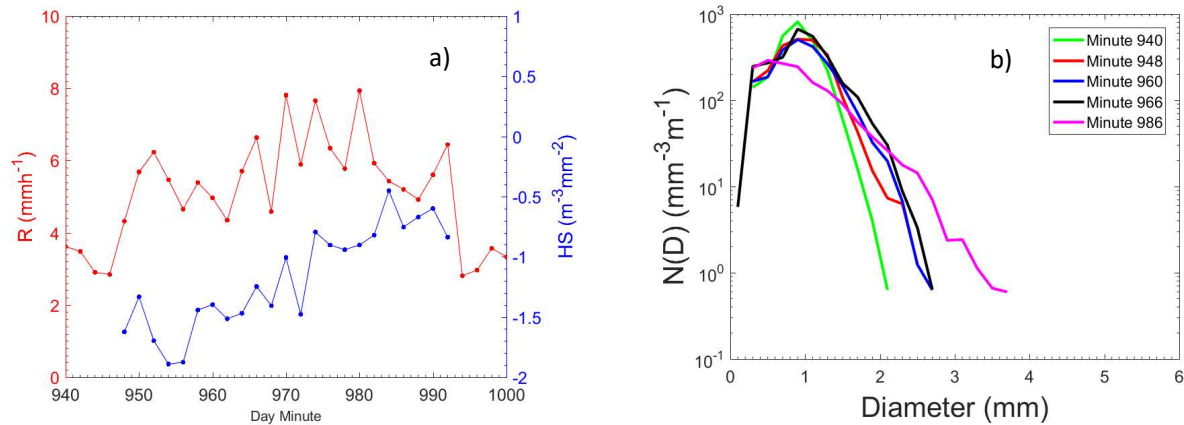 a)
R (mmh⁻¹)
10
8
6
4
2
0
940
950
960
970
980
990
1000
Day Minute
1
0.5
0
-0.5
-1
-1.5
-2
HS (m⁻³mm⁻²)
b)
N(D) (mm⁻³m⁻¹)
10³
10²
10¹
10⁰
10⁻¹
0
1
2
3
4
5
6
Diameter (mm)
Minute 940
Minute 948
Minute 960
Minute 966
Minute 986